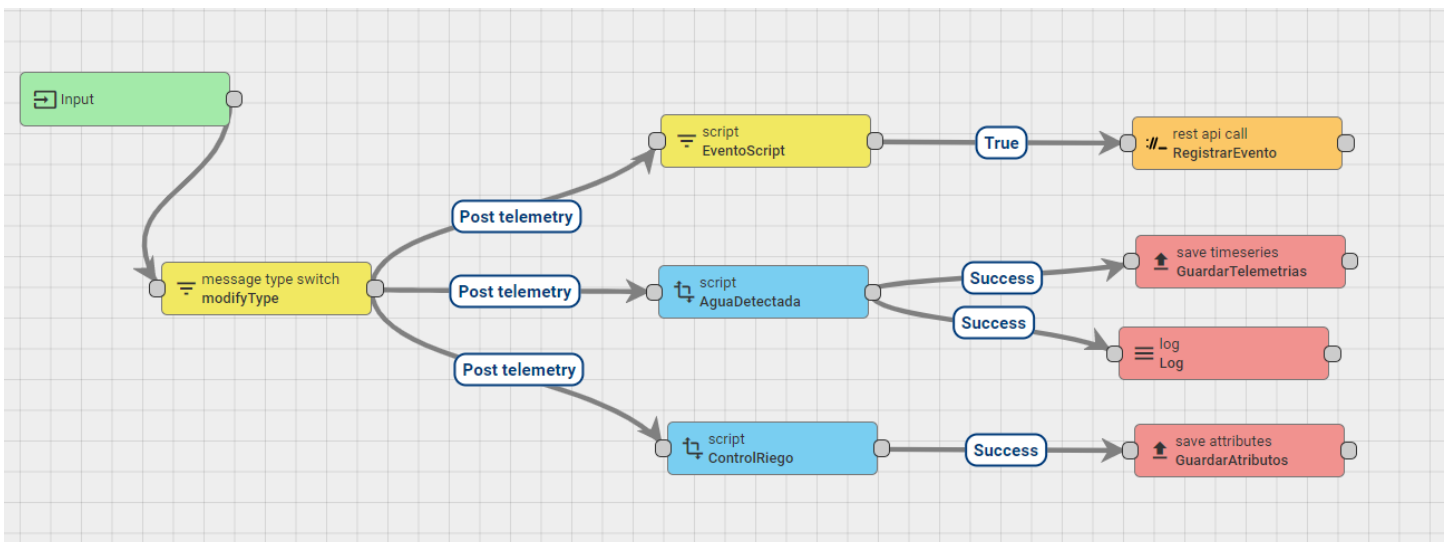 Input
message type switch
modifyType
Post telemetry
Post telemetry
Post telemetry
script
EventoScript
True
rest api call
RegistrarEvento
script
AguaDetectada
Success
Success
save timeseries
GuardarTelemetrias
log
Log
script
ControlRiego
Success
save attributes
GuardarAtributos